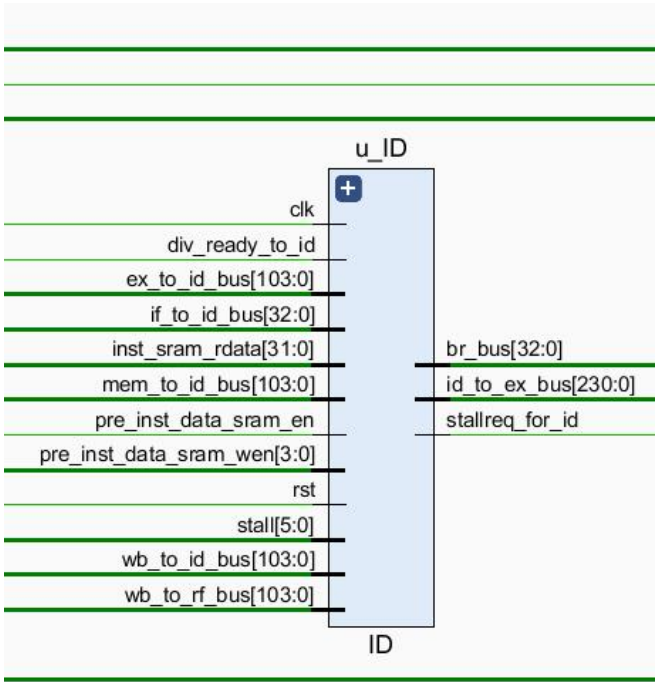 u_ID
clk
div_ready_to_id
ex_to_id_bus[103:0]
if_to_id_bus[32:0]
inst_sram_rdata[31:0]
mem_to_id_bus[103:0]
pre_inst_data_sram_en
pre_inst_data_sram_wen[3:0]
rst
stall[5:0]
wb_to_id_bus[103:0]
wb_to_rf_bus[103:0]
br_bus[32:0]
id_to_ex_bus[230:0]
stallreq_for_id
ID